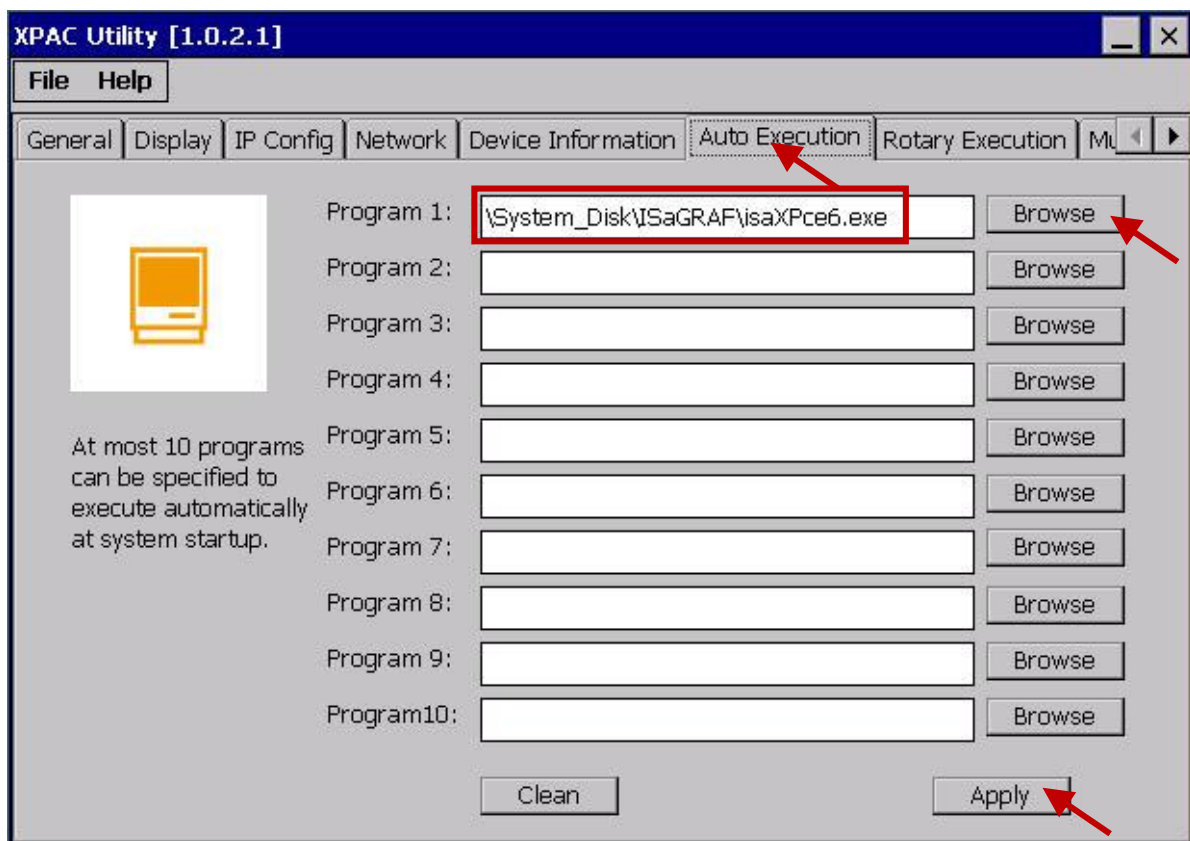 XPAC Utility [1.0.2.1]
File Help
General Display IP Config Network Device Information Auto Execution Rotary Execution
Program 1: \System_Disk\ISaGRAF\isaXPce6.exe Browse
Program 2: Browse
Program 3: Browse
Program 4: Browse
At most 10 programs
can be specified to
execute automatically
at system startup.
Program 5: Browse
Program 6: Browse
Program 7: Browse
Program 8: Browse
Program 9: Browse
Program10: Browse
Clean Apply